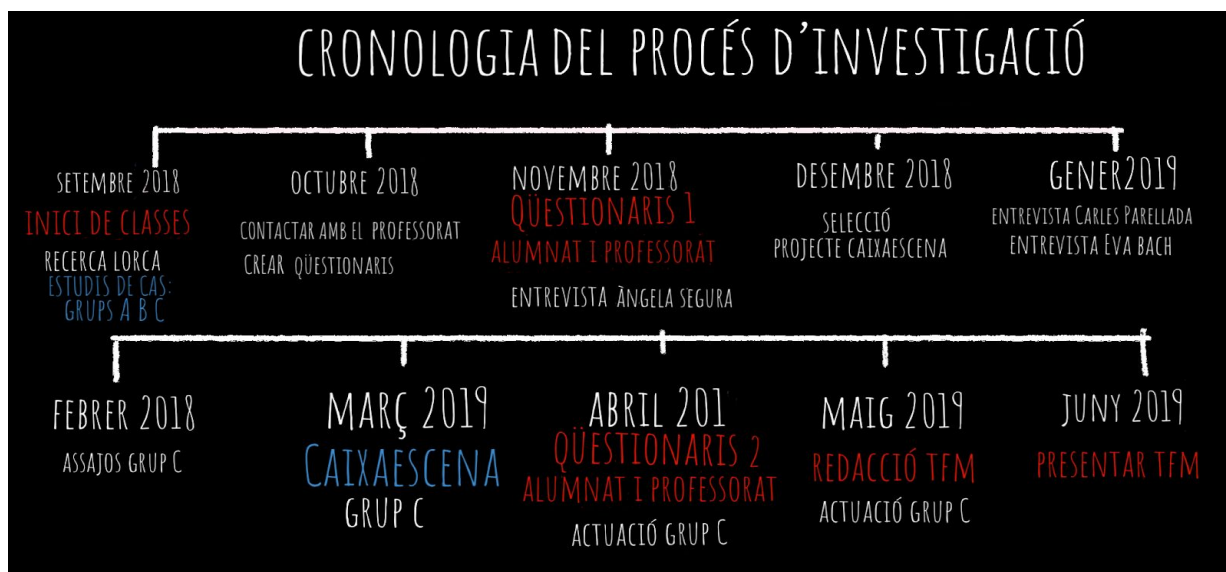 CRONOLOGIA DEL PROCÉS D'INVESTIGACIÓ
SETEMBRE 2018
INICI DE CLASSES
RECERCA LORCA
ESTUDIS DE CAS:
GRUPS A B C
OCTUBRE 2018
CONTACTAR AMB EL PROFESSORAT
CREAR QÜESTIONARIS
NOVEMBRE 2018
QÜESTIONARIS 1
ALUMNAT I PROFESSORAT
ENTREVISTA ÀNGELA SEGURA
DESEMBRE 2018
SELECCIÓ
PROJECTE CAIXAESCENA
GENER2019
ENTREVISTA CARLES PARELLADA
ENTREVISTA EVA BACH
FEBRER 2018
ASSAJOS GRUP C
MARÇ 2019
CAIXAESCENA
GRUP C
ABRIL 201
QÜESTIONARIS 2
ALUMNAT I PROFESSORAT
ACTUACIÓ GRUP C
MAIG 2019
REDACCIÓ TFM
ACTUACIÓ GRUP C
JUNY 2019
PRESENTAR TFM